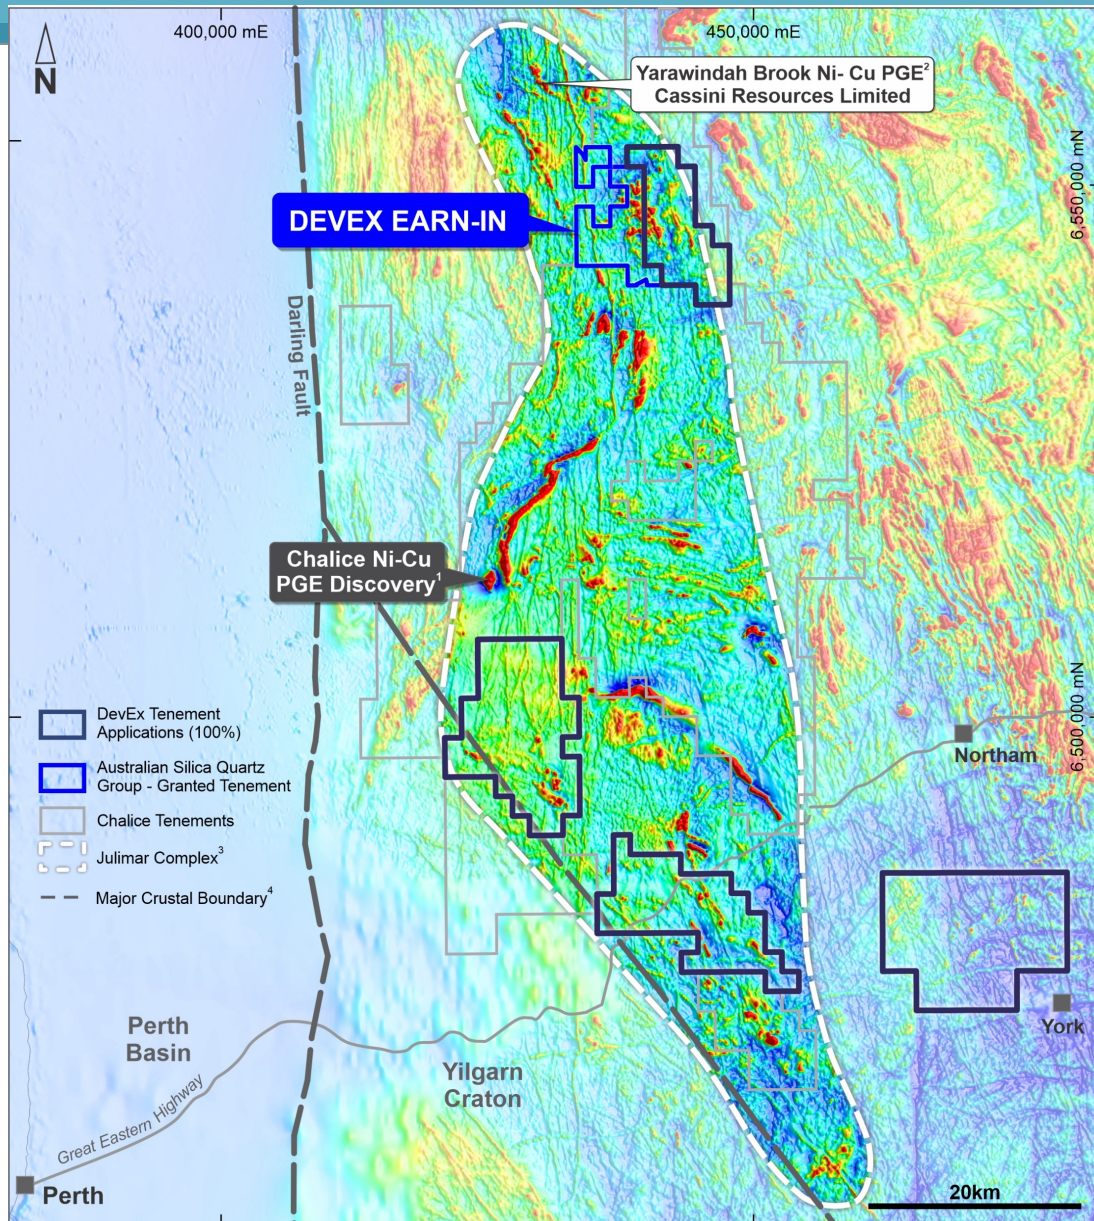 400,000 mE
450,000 mE
N
Yarawindah Brook Ni- Cu PGE²
Cassini Resources Limited
6,550,000 mN
DEVEX EARN-IN
Darling Fault
Chalice Ni-Cu
PGE Discovery¹
6,500,000 mN
DevEx Tenement
Applications (100%)
Australian Silica Quartz
Group - Granted Tenement
Chalice Tenements
Julimar Complex³
Major Crustal Boundary⁴
Northam
York
Perth
Basin
Yilgarn
Craton
Great Eastern Highway
Perth
20km